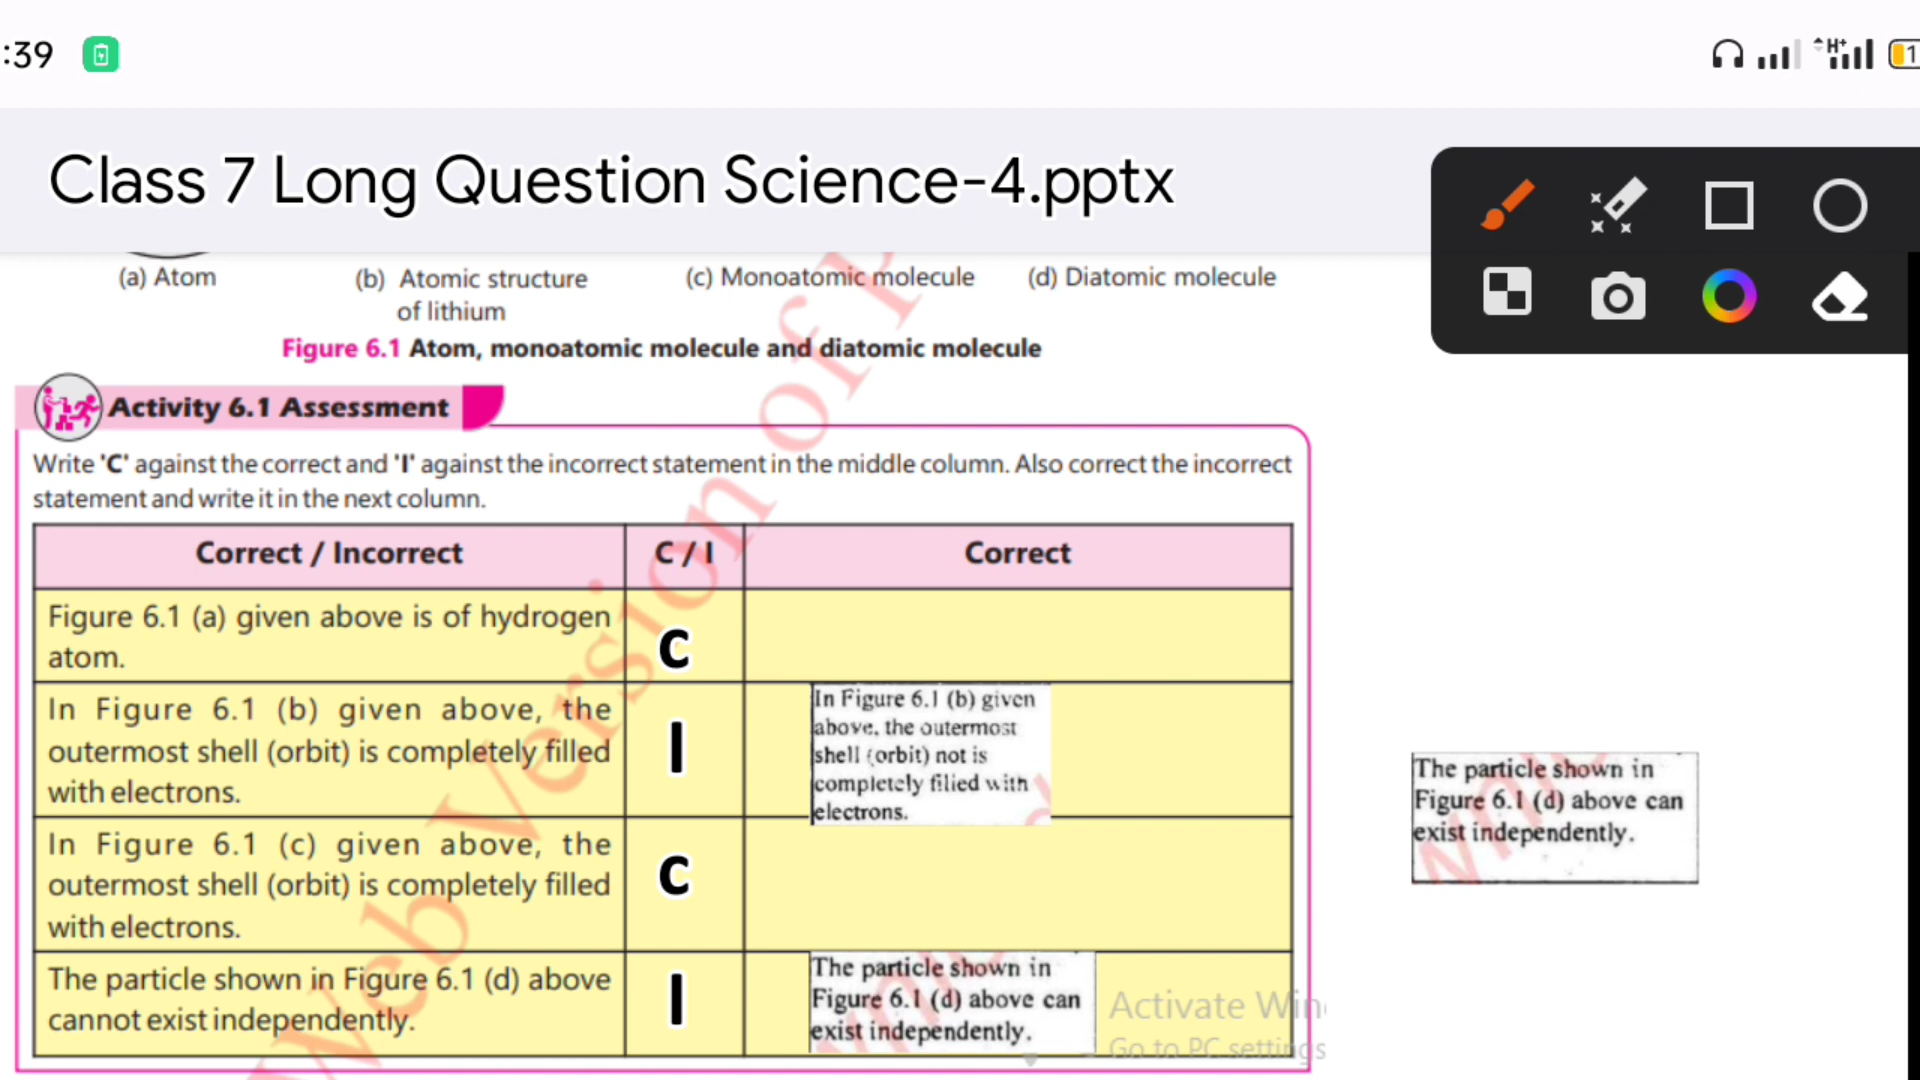 :39
H+
1
Class 7 Long Question Science-4.pptx
(a) Atom
(b) Atomic structure
of lithium
(c) Monoatomic molecule
(d) Diatomic molecule
Figure 6.1 Atom, monoatomic molecule and diatomic molecule
Activity 6.1 Assessment
Write 'C' against the correct and 'I' against the incorrect statement in the middle column. Also correct the incorrect
statement and write it in the next column.
Correct / Incorrect
C / I
Correct
Figure 6.1 (a) given above is of hydrogen
atom.
C
In Figure 6.1 (b) given above, the
outermost shell (orbit) is completely filled
with electrons.
I
In Figure 6.1 (b) given
above, the outermost
shell (orbit) not is
completely filied with
electrons.
In Figure 6.1 (c) given above, the
outermost shell (orbit) is completely filled
with electrons.
C
The particle shown in Figure 6.1 (d) above
cannot exist independently.
I
The particle shown in
Figure 6.1 (d) above can
exist independently.
The particle shown in
Figure 6.1 (d) above can
exist independently.
Web Version of
Activate Win
Go to PC settings